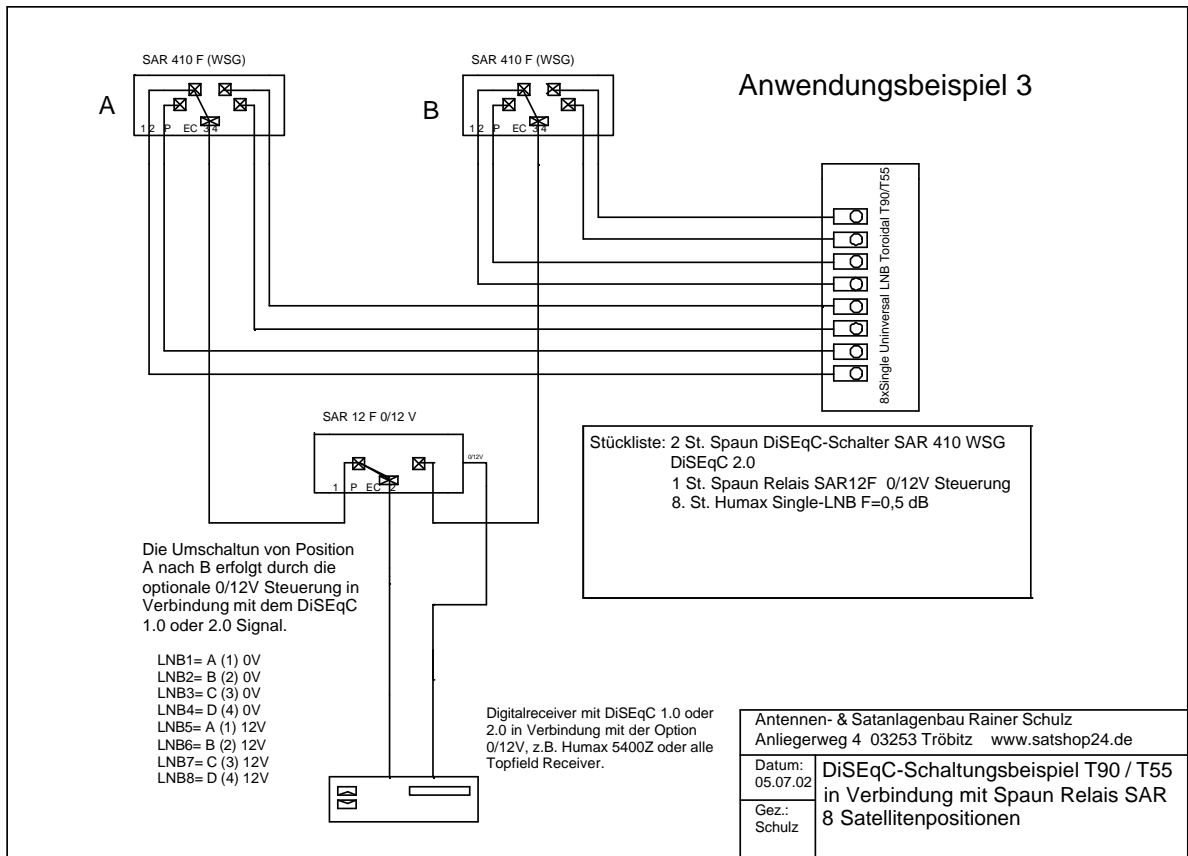 SAR 410 F (WSG)
SAR 410 F (WSG)
Anwendungsbeispiel 3
A
B
1 2 P EC 3 4
1 2 P EC 3 4
8xSingle Uninversal LNB Toroidal T90/T55
SAR 12 F 0/12 V
0/12V
1 P EC 2
Stückliste: 2 St. Spaun DiSEqC-Schalter SAR 410 WSG
DiSEqC 2.0
1 St. Spaun Relais SAR12F 0/12V Steuerung
8. St. Humax Single-LNB F=0,5 dB
Die Umschaltun von Position
A nach B erfolgt durch die
optionale 0/12V Steuerung in
Verbindung mit dem DiSEqC
1.0 oder 2.0 Signal.
LNB1= A (1) 0V
LNB2= B (2) 0V
LNB3= C (3) 0V
LNB4= D (4) 0V
LNB5= A (1) 12V
LNB6= B (2) 12V
LNB7= C (3) 12V
LNB8= D (4) 12V
Digitalreceiver mit DiSEqC 1.0 oder
2.0 in Verbindung mit der Option
0/12V, z.B. Humax 5400Z oder alle
Topfield Receiver.
Antennen- & Satanlagenbau Rainer Schulz
Anliegerweg 4 03253 Tröbitz www.satshop24.de
Datum:
05.07.02
DiSEqC-Schaltungsbeispiel T90 / T55
in Verbindung mit Spaun Relais SAR
8 Satellitenpositionen
Gez.:
Schulz